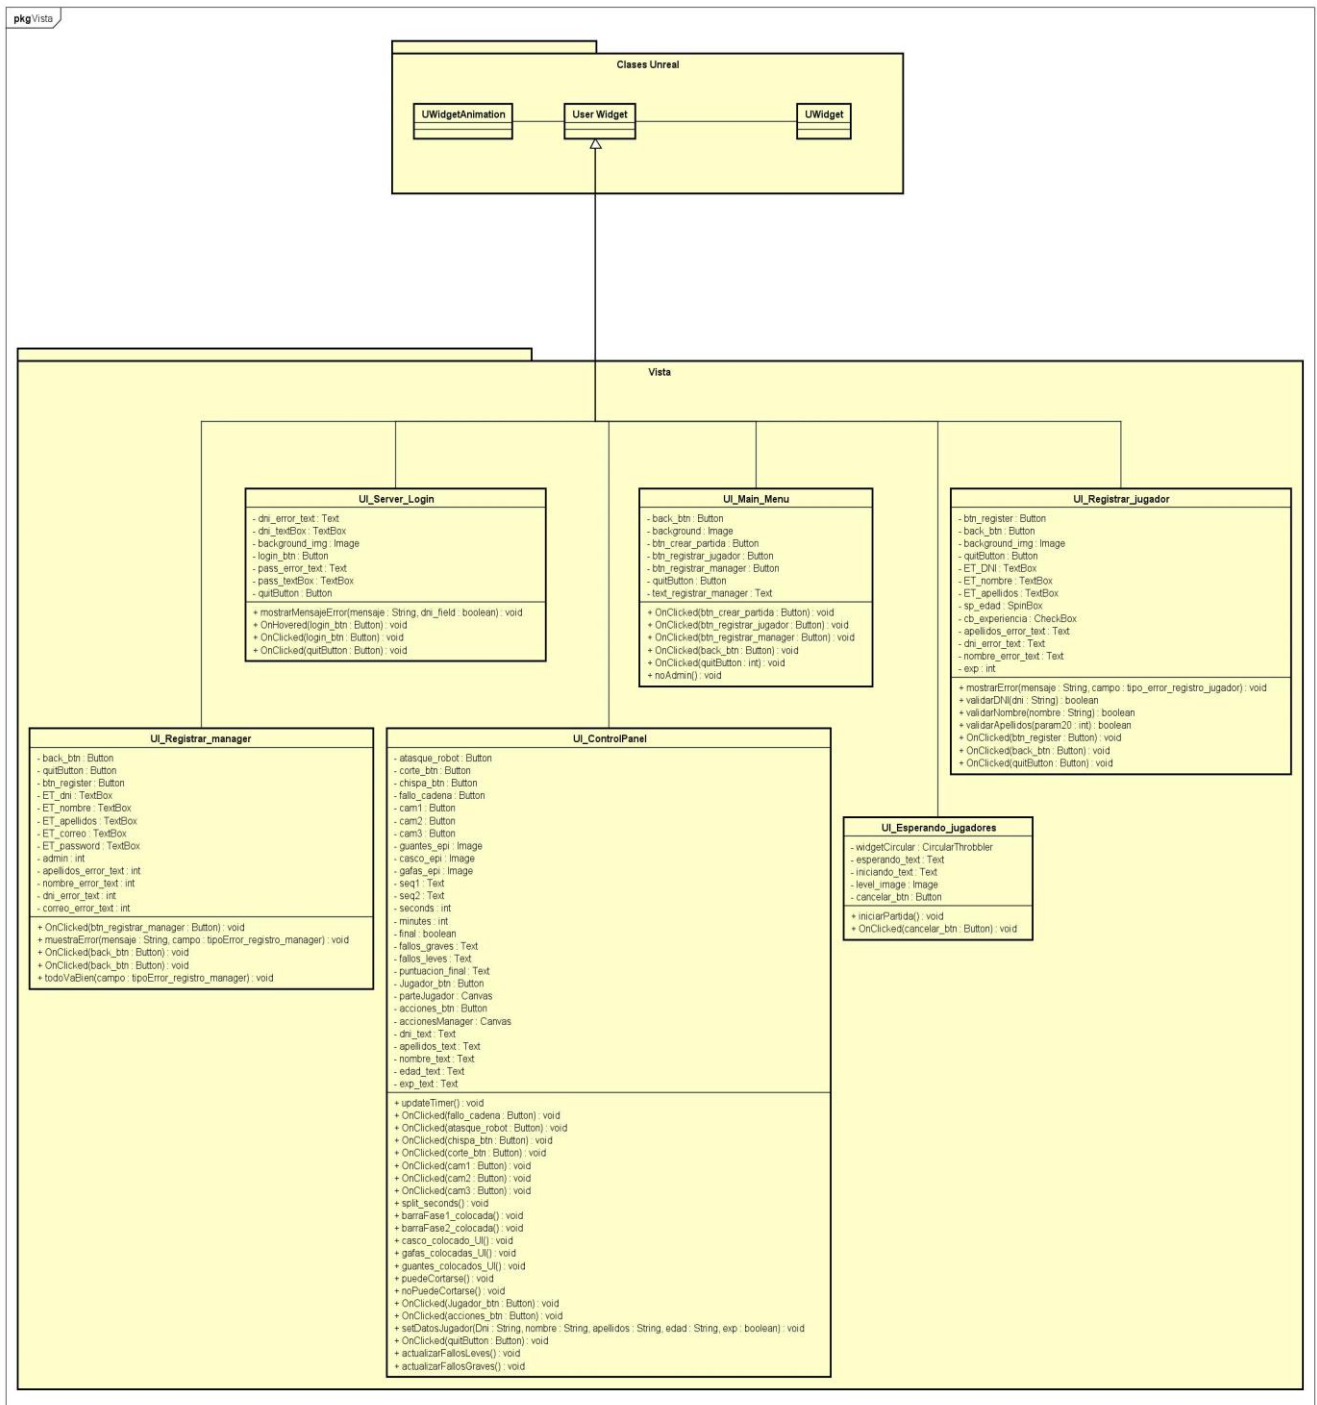 pkg Vista
Clases Unreal
UWidgetAnimation
User Widget
UWidget
Vista
UI_Server_Login
- dni_error_text : Text
- dni_textBox : TextBox
- background_img : Image
- login_btn : Button
- pass_error_text : Text
- pass_textBox : TextBox
- quitButton : Button
+ mostrarMensajeError(mensaje : String, dni_field : boolean) : void
+ OnHovered(login_btn : Button) : void
+ OnClicked(login_btn : Button) : void
+ OnClicked(quitButton : Button) : void
UI_Main_Menu
- back_btn : Button
- background : Image
- btn_crear_partida : Button
- btn_registrar_jugador : Button
- btn_registrar_manager : Button
- quitButton : Button
- text_registrar_manager : Text
+ OnClicked(btn_crear_partida : Button) : void
+ OnClicked(btn_registrar_jugador : Button) : void
+ OnClicked(btn_registrar_manager : Button) : void
+ OnClicked(back_btn : Button) : void
+ OnClicked(quitButton : int) : void
+ noAdmin() : void
UI_Registrar_jugador
- btn_register : Button
- back_btn : Button
- background_img : Image
- quitButton : Button
- ET_DNI : TextBox
- ET_nombre : TextBox
- ET_apellidos : TextBox
- sp_edad : SpinBox
- cb_experiencia : CheckBox
- apellidos_error_text : Text
- dni_error_text : Text
- nombre_error_text : Text
- exp : int
+ mostrarError(mensaje : String, campo : tipo_error_registro_jugador) : void
+ validarDNI(dni : String) : boolean
+ validarNombre(nombre : String) : boolean
+ validarApellidos(param20 : int) : boolean
+ OnClicked(btn_register : Button) : void
+ OnClicked(back_btn : Button) : void
+ OnClicked(quitButton : Button) : void
UI_Registrar_manager
- back_btn : Button
- quitButton : Button
- btn_register : Button
- ET_dni : TextBox
- ET_nombre : TextBox
- ET_apellidos : TextBox
- ET_correo : TextBox
- ET_password : TextBox
- admin : int
- apellidos_error_text : int
- nombre_error_text : int
- dni_error_text : int
- correo_error_text : int
+ OnClicked(btn_registrar_manager : Button) : void
+ muestraError(mensaje : String, campo : tipoError_registro_manager) : void
+ OnClicked(back_btn : Button) : void
+ OnClicked(back_btn : Button) : void
+ todoVaBien(campo : tipoError_registro_manager) : void
UI_ControlPanel
- atasque_robot : Button
- corte_btn : Button
- chispa_btn : Button
- fallo_cadena : Button
- cam1 : Button
- cam2 : Button
- cam3 : Button
- guantes_epi : Image
- casco_epi : Image
- gafas_epi : Image
- seq1 : Text
- seq2 : Text
- seconds : int
- minutes : int
- final : boolean
- fallos_graves : Text
- fallos_leves : Text
- puntuacion_final : Text
- Jugador_btn : Button
- parteJugador : Canvas
- acciones_btn : Button
- accionesManager : Canvas
- dni_text : Text
- apellidos_text : Text
- nombre_text : Text
- edad_text : Text
- exp_text : Text
+ updateTimer() : void
+ OnClicked(fallo_cadena : Button) : void
+ OnClicked(atasque_robot : Button) : void
+ OnClicked(chispa_btn : Button) : void
+ OnClicked(corte_btn : Button) : void
+ OnClicked(cam1 : Button) : void
+ OnClicked(cam2 : Button) : void
+ OnClicked(cam3 : Button) : void
+ split_seconds() : void
+ barraFase1_colocada() : void
+ barraFase2_colocada() : void
+ casco_colocado_UI() : void
+ gafas_colocadas_UI() : void
+ guantes_colocados_UI() : void
+ puedeCortarse() : void
+ noPuedeCortarse() : void
+ OnClicked(Jugador_btn : Button) : void
+ OnClicked(acciones_btn : Button) : void
+ setDatosJugador(Dni : String, nombre : String, apellidos : String, edad : String, exp : boolean) : void
+ OnClicked(quitButton : Button) : void
+ actualizarFallosLeves() : void
+ actualizarFallosGraves() : void
UI_Esperando_jugadores
- widgetCircular : CircularThrobbler
- esperando_text : Text
- iniciando_text : Text
- level_image : Image
- cancelar_btn : Button
+ iniciarPartida() : void
+ OnClicked(cancelar_btn : Button) : void